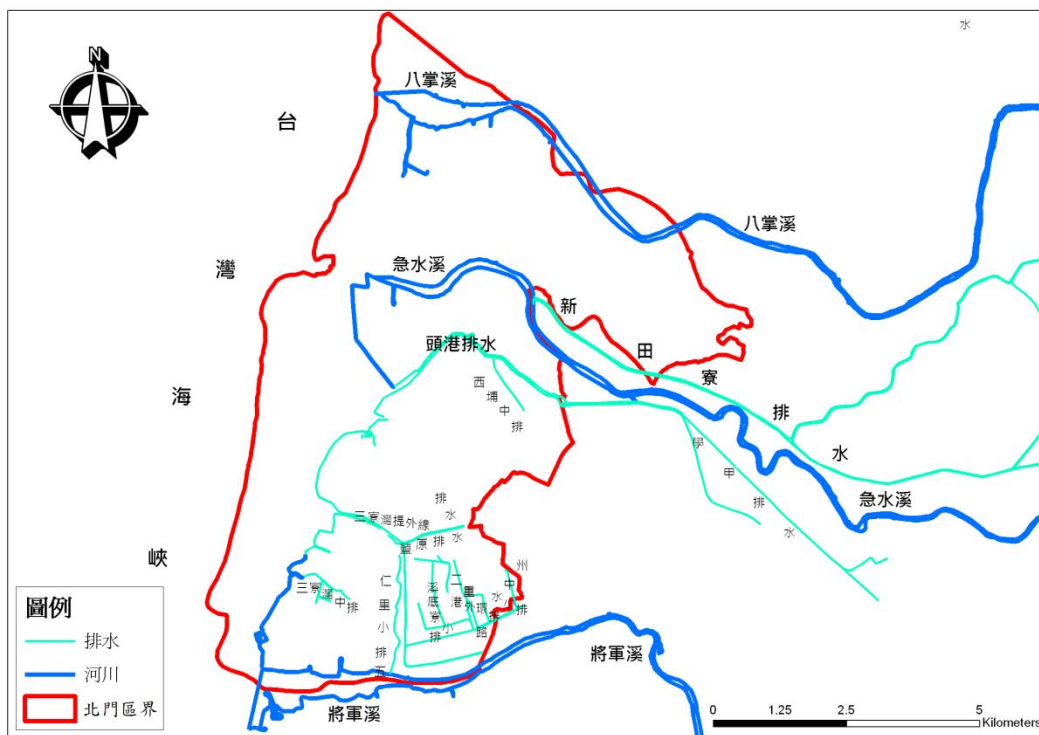 水
N
八掌溪
台灣海峽
八掌溪
急水溪
新田寮排水
頭港排水
西埔中排
學甲排水
急水溪
三寮灣提外線排水
鹽原排水
三寮灣中排
仁里小排五
溪底寮小排
二重港
外環路
州中小排
將軍溪
將軍溪
圖例
排水
河川
北門區界
0 1.25 2.5 5
Kilometers